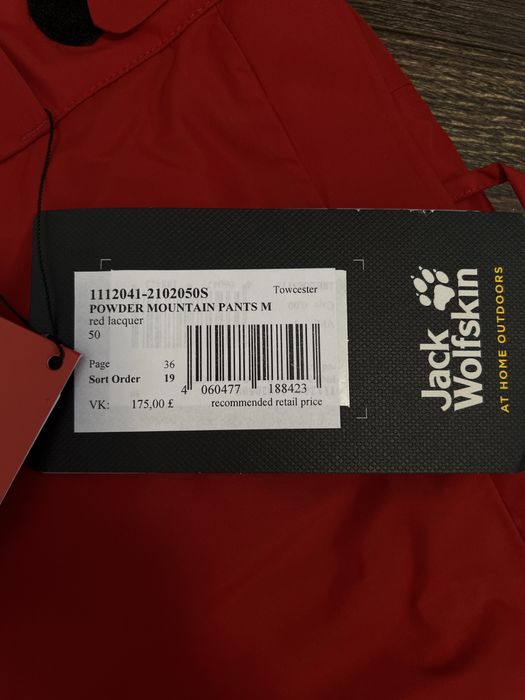 1112041-2102050S
Towcester
POWDER MOUNTAIN PANTS M
red lacquer
50
Page 36
Sort Order 19
4 060477 188423
VK: 175,00 £ recommended retail price
Jack
Wolfskin
AT HOME OUTDOORS